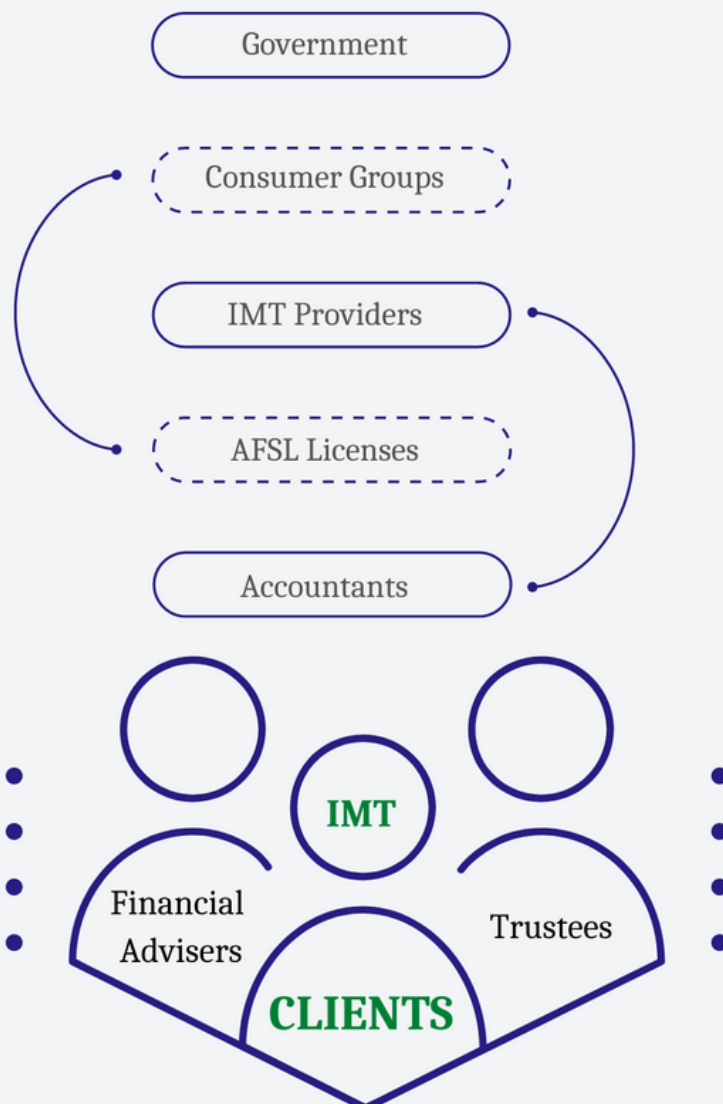 Government
Consumer Groups
IMT Providers
AFSL Licenses
Accountants
IMT
Financial
Advisers
Trustees
CLIENTS